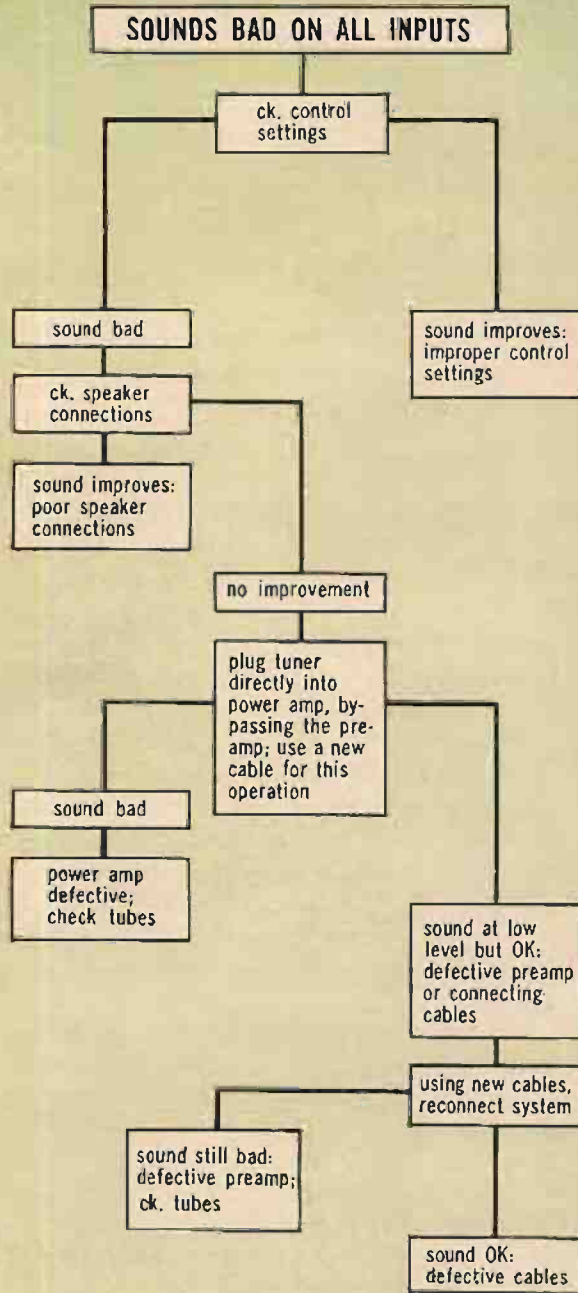 SOUNDS BAD ON ALL INPUTS
ck. control
settings
sound bad
sound improves:
improper control
settings
ck. speaker
connections
sound improves:
poor speaker
connections
no improvement
plug tuner
directly into
power amp, by-
passing the pre-
amp; use a new
cable for this
operation
sound bad
power amp
defective;
check tubes
sound at low
level but OK:
defective preamp
or connecting
cables
using new cables,
reconnect system
sound still bad:
defective preamp;
ck. tubes
sound OK:
defective cables